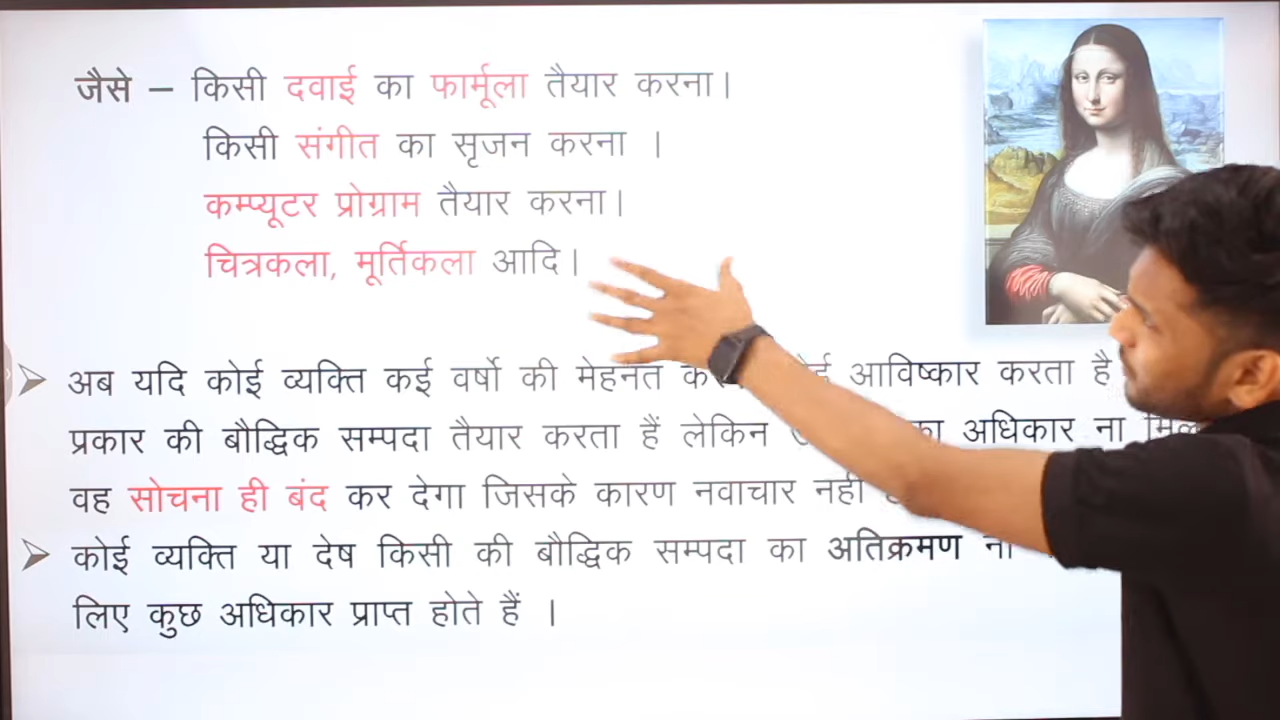 जैसे – किसी दवाई का फार्मूला तैयार करना।
किसी संगीत का सृजन करना ।
कम्प्यूटर प्रोग्राम तैयार करना।
चित्रकला, मूर्तिकला आदि।
अब यदि कोई व्यक्ति कई वर्षो की मेहनत आविष्कार करता है
प्रकार की बौद्धिक सम्पदा तैयार करता हैं लेकिन अधिकार ना
वह सोचना ही बंद कर देगा जिसके कारण नवाचार नही
कोई व्यक्ति या देष किसी की बौद्धिक सम्पदा का अतिक्रमण
लिए कुछ अधिकार प्राप्त होते हैं ।